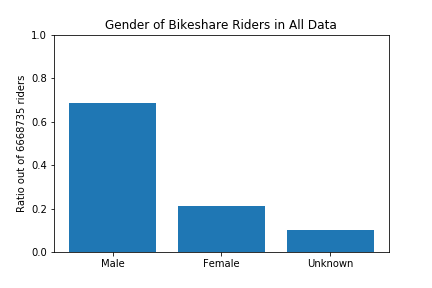 Gender of Bikeshare Riders in All Data
Ratio out of 6668735 riders
1.0
0.8
0.6
0.4
0.2
0.0
Male Female Unknown